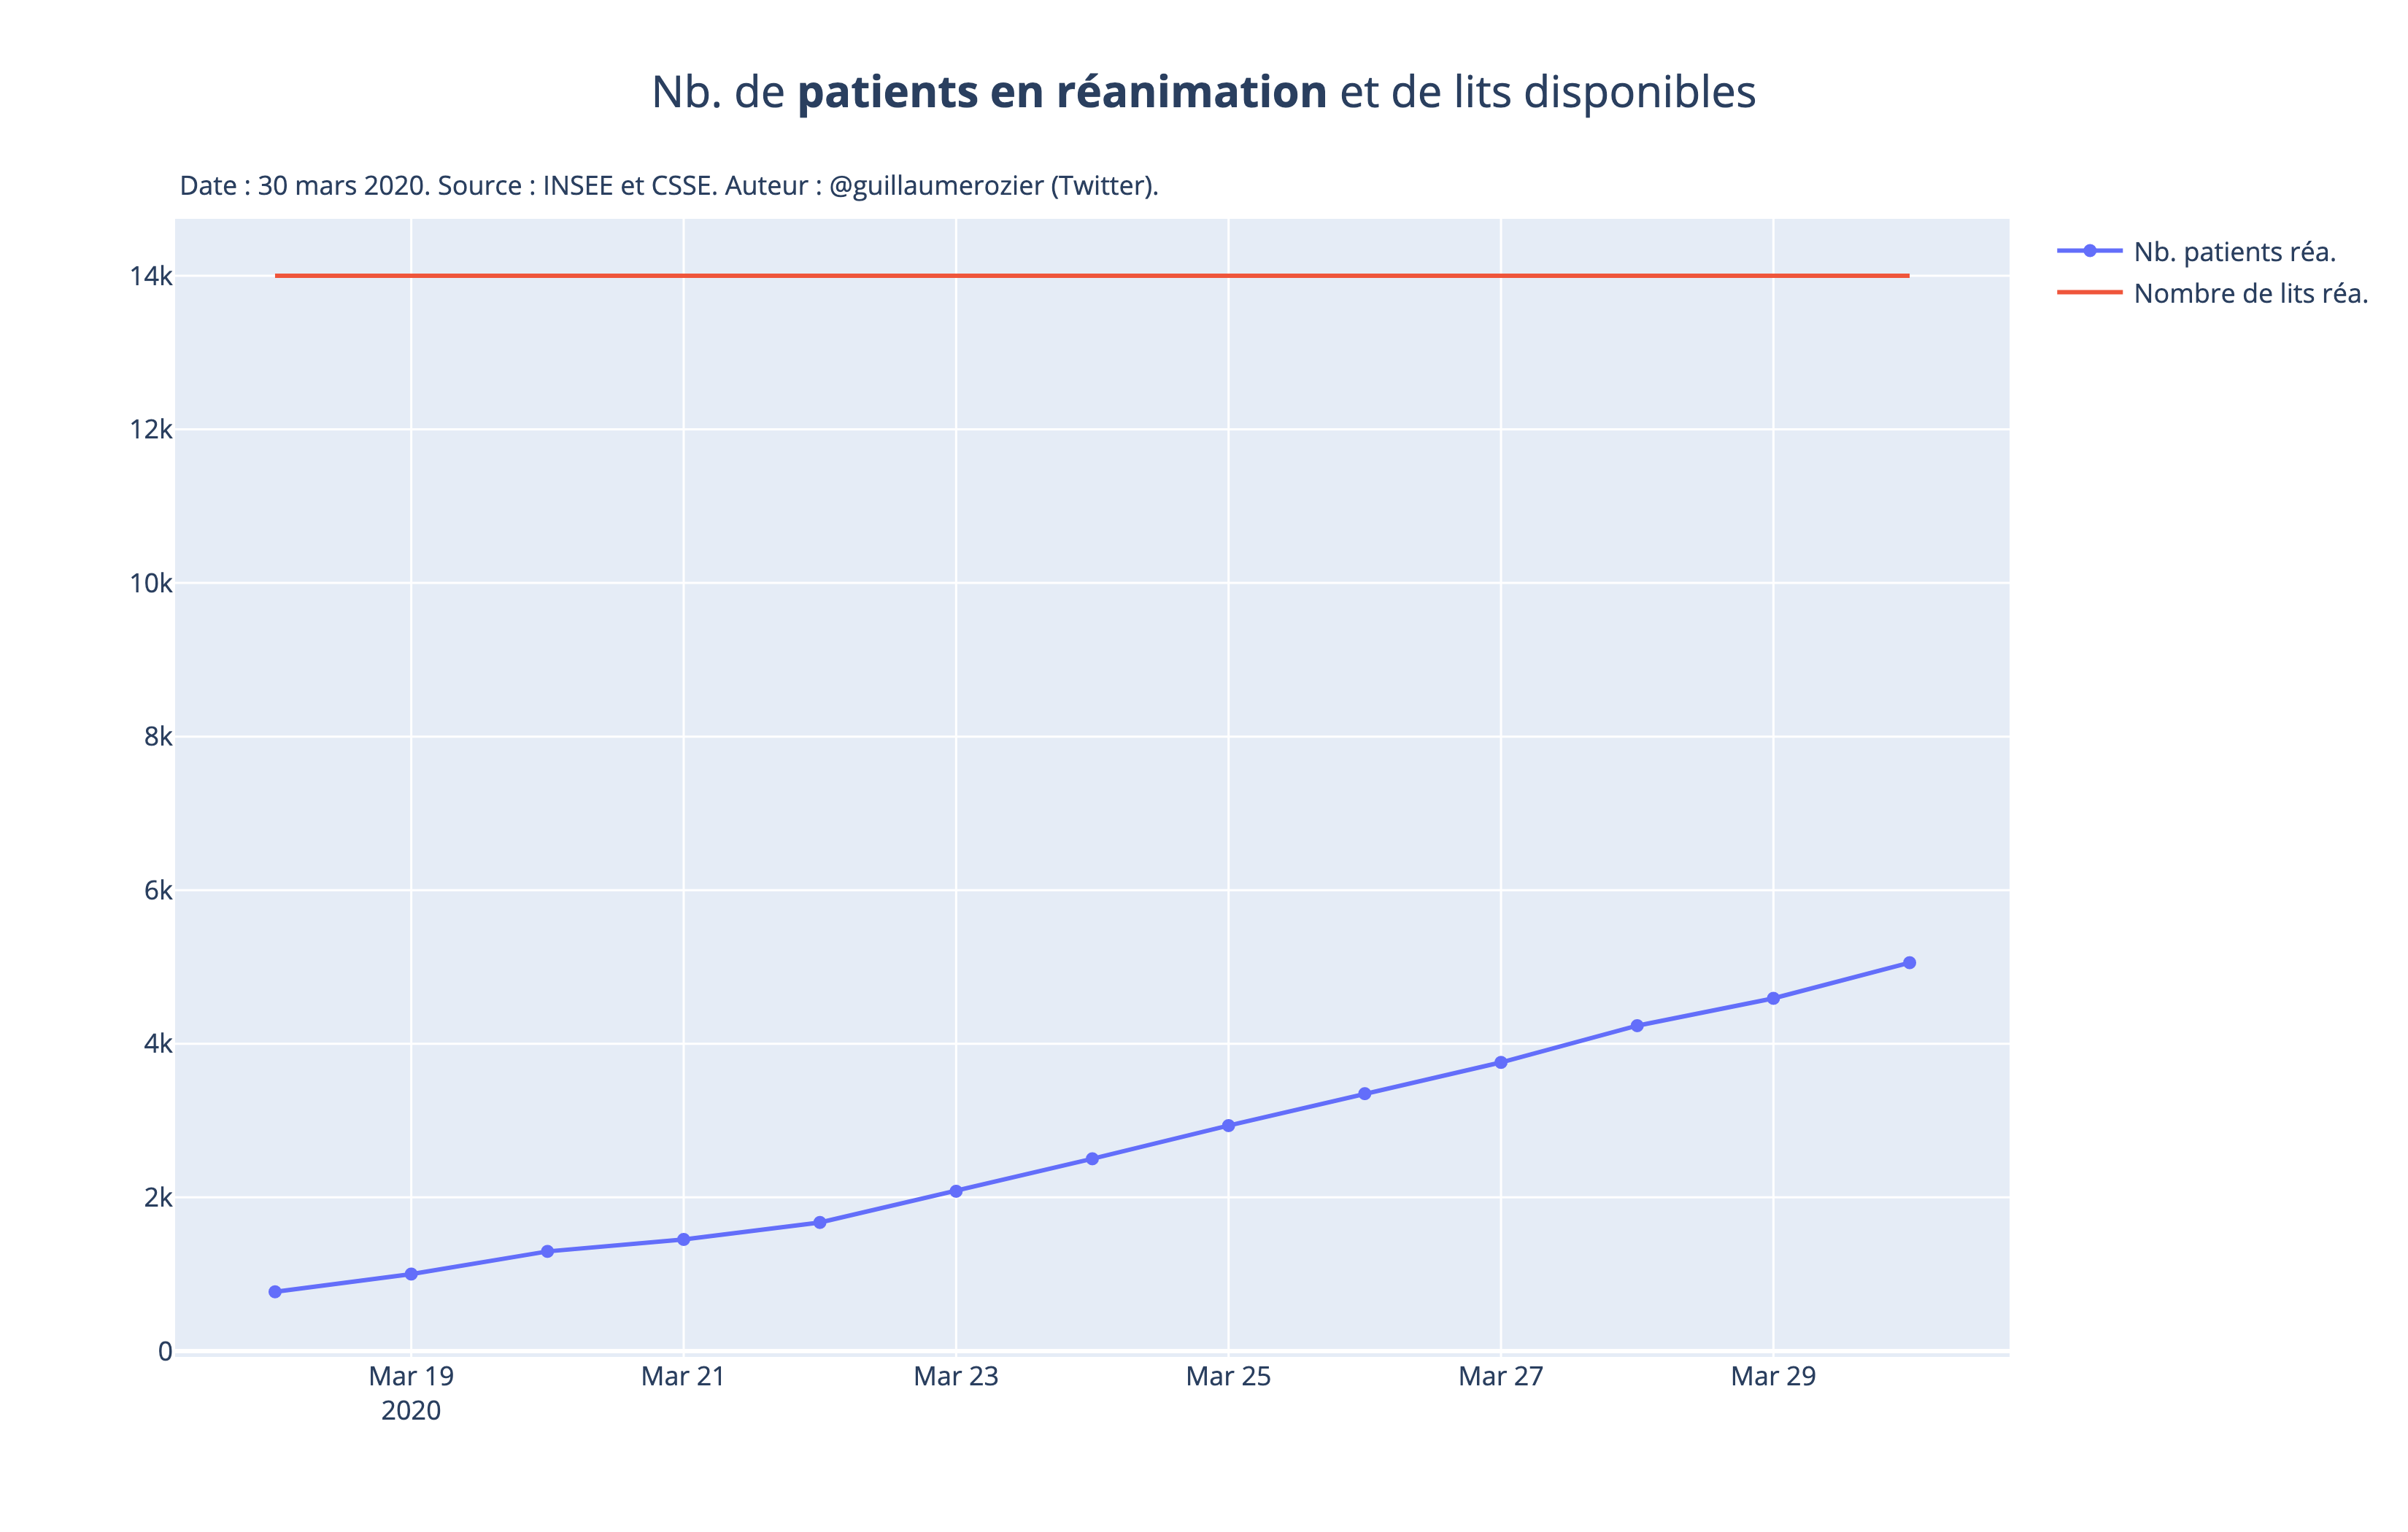 Nb. de patients en réanimation et de lits disponibles
Date : 30 mars 2020. Source : INSEE et CSSE. Auteur : @guillaumerozier (Twitter).
Nb. patients réa.
Nombre de lits réa.
14k
12k
10k
8k
6k
4k
2k
0
Mar 19 Mar 21 Mar 23 Mar 25 Mar 27 Mar 29
2020